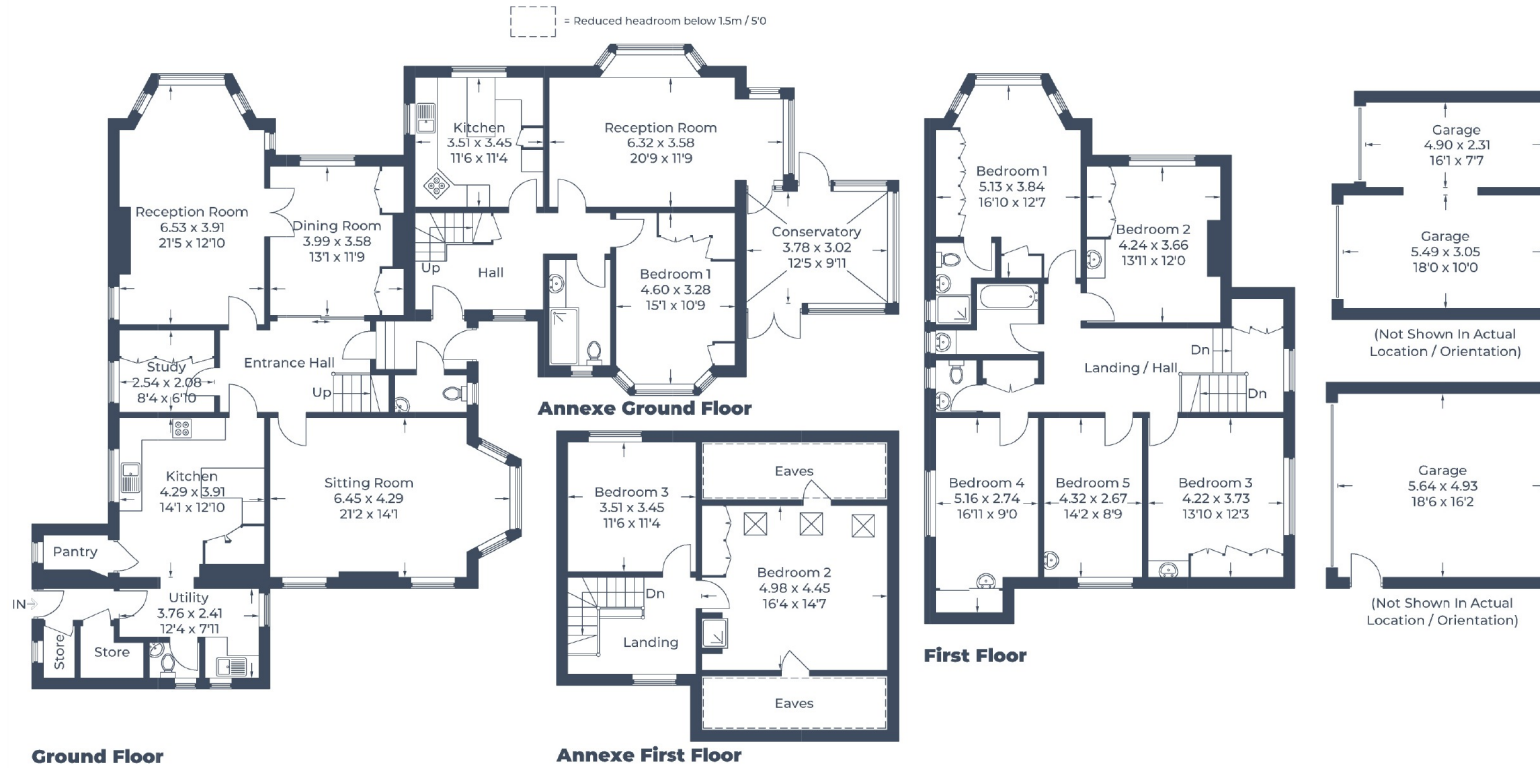 = Reduced headroom below 1.5m / 5'0
Reception Room
6.53 x 3.91
21'5 x 12'10
Dining Room
3.99 x 3.58
13'1 x 11'9
Study
2.54 x 2.08
8'4 x 6'10
Entrance Hall
Up
Kitchen
4.29 x 3.91
14'1 x 12'10
Sitting Room
6.45 x 4.29
21'2 x 14'1
Pantry
IN
Utility
3.76 x 2.41
12'4 x 7'11
Store
Store
Ground Floor
Kitchen
3.51 x 3.45
11'6 x 11'4
Reception Room
6.32 x 3.58
20'9 x 11'9
Up
Hall
Bedroom 1
4.60 x 3.28
15'1 x 10'9
Conservatory
3.78 x 3.02
12'5 x 9'11
Annexe Ground Floor
Bedroom 3
3.51 x 3.45
11'6 x 11'4
Eaves
Bedroom 2
4.98 x 4.45
16'4 x 14'7
Dn
Landing
Eaves
Annexe First Floor
Bedroom 1
5.13 x 3.84
16'10 x 12'7
Bedroom 2
4.24 x 3.66
13'11 x 12'0
Dn
Landing / Hall
Dn
Bedroom 4
5.16 x 2.74
16'11 x 9'0
Bedroom 5
4.32 x 2.67
14'2 x 8'9
Bedroom 3
4.22 x 3.73
13'10 x 12'3
First Floor
Garage
4.90 x 2.31
16'1 x 7'7
Garage
5.49 x 3.05
18'0 x 10'0
(Not Shown In Actual
Location / Orientation)
Garage
5.64 x 4.93
18'6 x 16'2
(Not Shown In Actual
Location / Orientation)